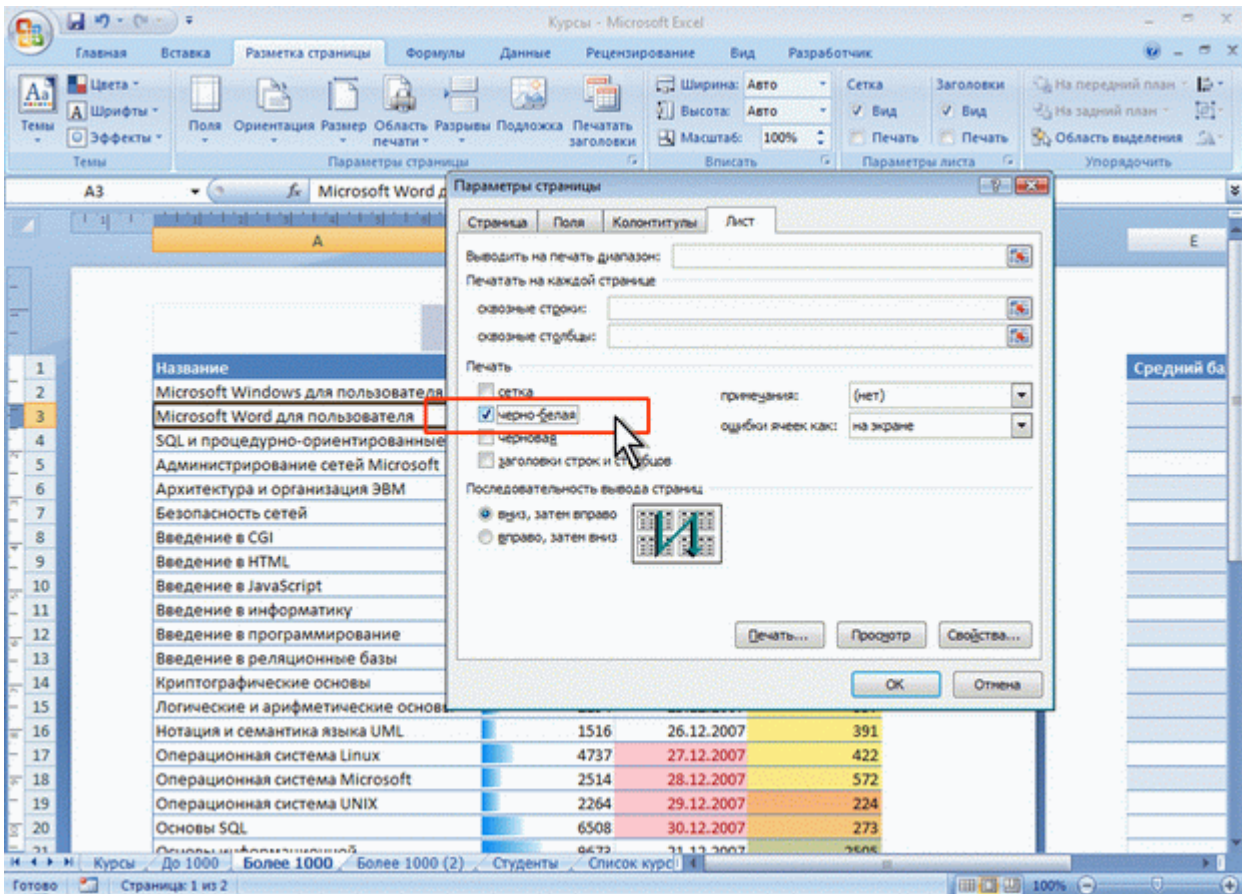 Курсы - Microsoft Excel
Главная Вставка Разметка страницы Формулы Данные Рецензирование Вид Разработчик
Цвета Ширина: Авто Сетка Заголовки На передний план
Шрифты Высота: Авто Вид Вид На задний план
Темы Эффекты Поля Ориентация Размер Область печати Разрывы Подложка Печатать заголовки Масштаб: 100% Печать Печать Область выделения
Темы Параметры страницы Вписать Параметры листа Упорядочить
A3 fx Microsoft Word д
A E
Параметры страницы
Страница Поля Колонтитулы Лист
Выводить на печать диапазон:
Печатать на каждой странице
сквозные строки:
сквозные столбцы:
Печать
сетка примечания: (нет)
черно-белая ошибки ячеек как: на экране
черновая
заголовки строк и столбцов
Последовательность вывода страниц
вниз, затем вправо
вправо, затем вниз
Печать... Просмотр Свойства...
OK Отмена
1 Название Средний ба
2 Microsoft Windows для пользователя
3 Microsoft Word для пользователя
4 SQL и процедурно-ориентированные
5 Администрирование сетей Microsoft
6 Архитектура и организация ЭВМ
7 Безопасность сетей
8 Введение в CGI
9 Введение в HTML
10 Введение в JavaScript
11 Введение в информатику
12 Введение в программирование
13 Введение в реляционные базы
14 Криптографические основы
15 Логические и арифметические основы
16 Нотация и семантика языка UML 1516 26.12.2007 391
17 Операционная система Linux 4737 27.12.2007 422
18 Операционная система Microsoft 2514 28.12.2007 572
19 Операционная система UNIX 2264 29.12.2007 224
20 Основы SQL 6508 30.12.2007 273
21 Основы информационной 9673 21.12.2007 2505
Курсы До 1000 Более 1000 Более 1000 (2) Студенты Список курс
Готово Страница: 1 из 2 100%